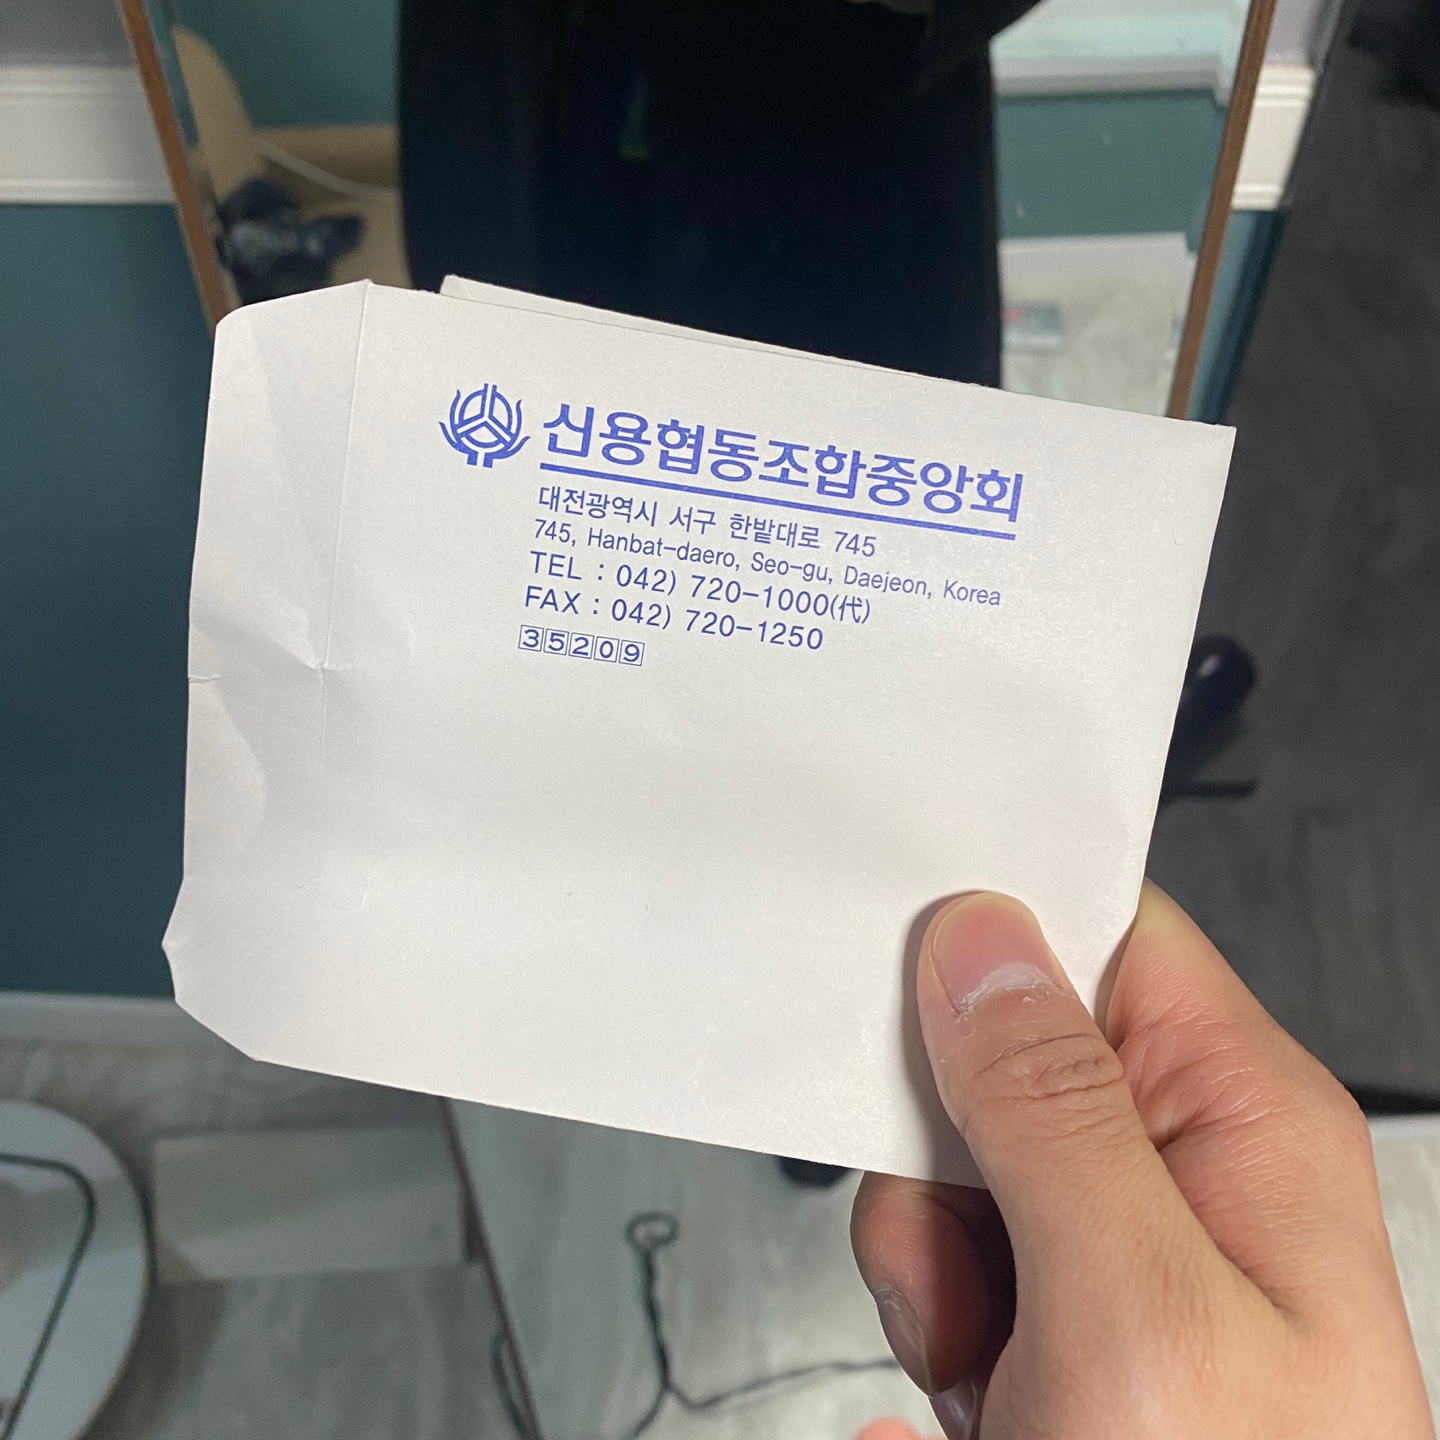 신용협동조합중앙회
대전광역시 서구 한밭대로 745
745, Hanbat-daero, Seo-gu, Daejeon, Korea
TEL : 042) 720-1000(代)
FAX : 042) 720-1250
35209